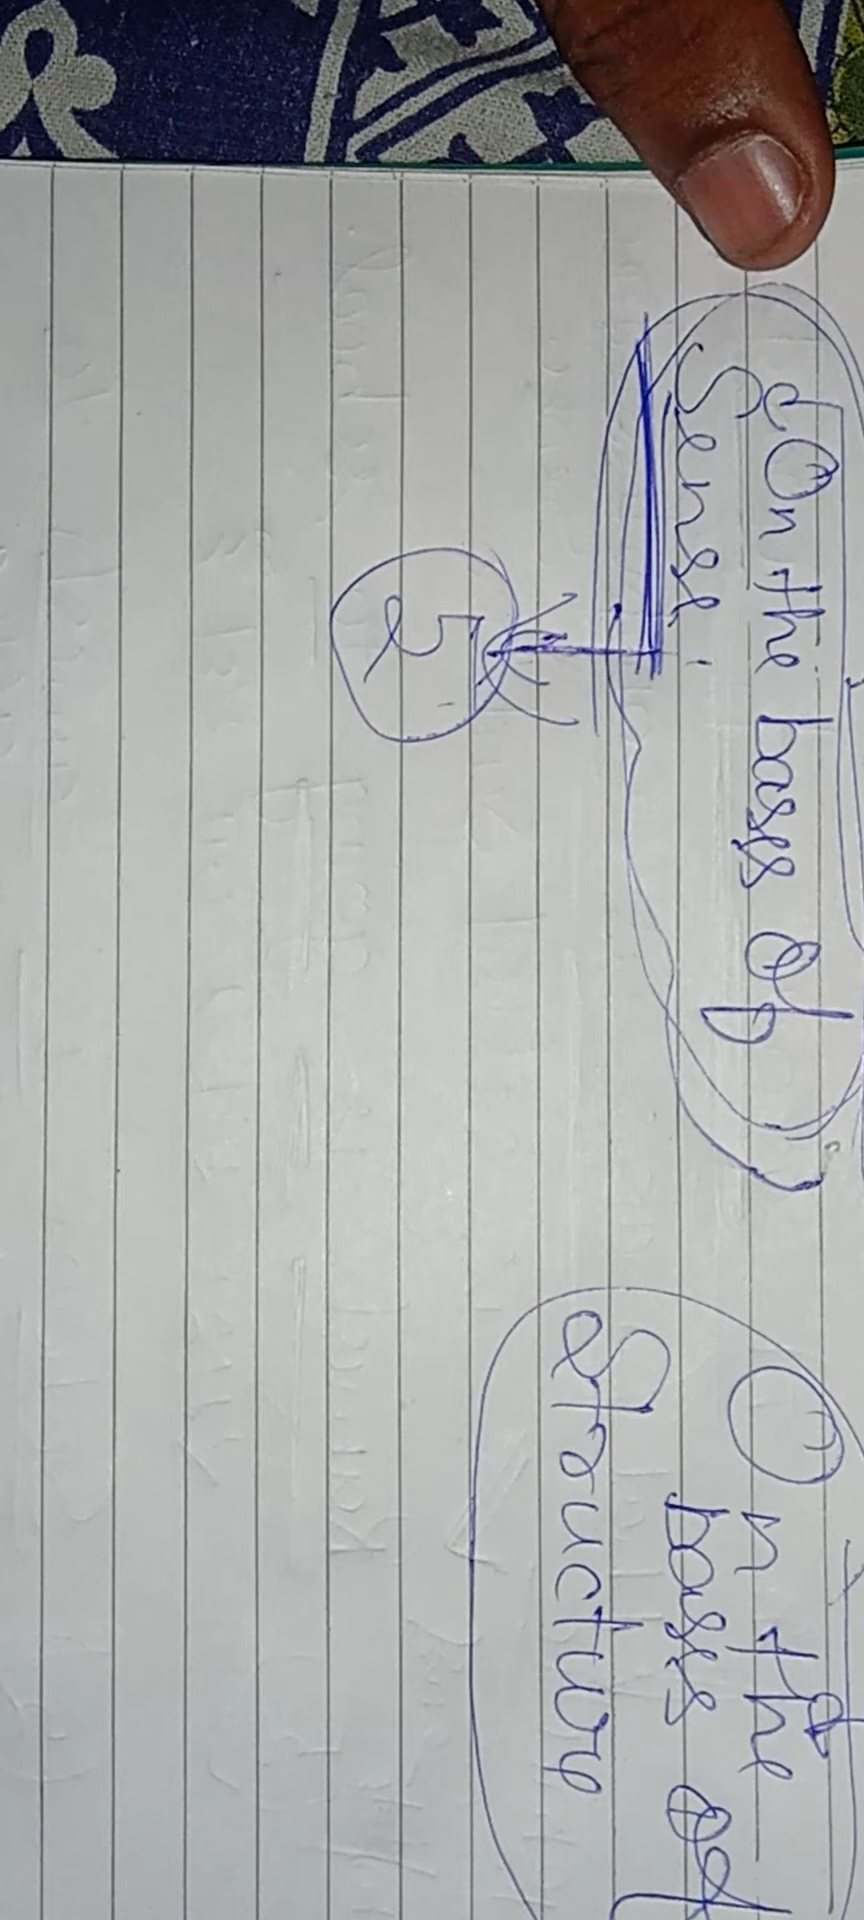 On the basis of
Sense.
5
On the
basis of
Structure